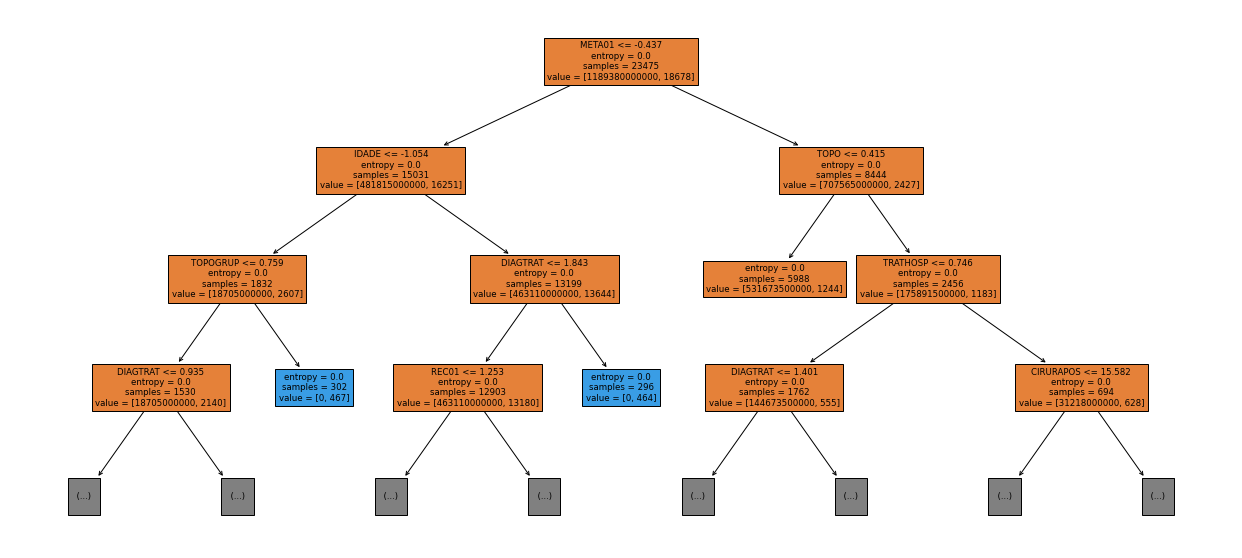 META01 <= -0.437
entropy = 0.0
samples = 23475
value = [1189380000000, 18678]
IDADE <= -1.054
entropy = 0.0
samples = 15031
value = [481815000000, 16251]
TOPO <= 0.415
entropy = 0.0
samples = 8444
value = [707565000000, 2427]
TOPOGRUP <= 0.759
entropy = 0.0
samples = 1832
value = [18705000000, 2607]
DIAGTRAT <= 1.843
entropy = 0.0
samples = 13199
value = [463110000000, 13644]
entropy = 0.0
samples = 5988
value = [531673500000, 1244]
TRATHOSP <= 0.746
entropy = 0.0
samples = 2456
value = [175891500000, 1183]
DIAGTRAT <= 0.935
entropy = 0.0
samples = 1530
value = [18705000000, 2140]
entropy = 0.0
samples = 302
value = [0, 467]
REC01 <= 1.253
entropy = 0.0
samples = 12903
value = [463110000000, 13180]
entropy = 0.0
samples = 296
value = [0, 464]
DIAGTRAT <= 1.401
entropy = 0.0
samples = 1762
value = [144673500000, 555]
CIRURAPOS <= 15.582
entropy = 0.0
samples = 694
value = [31218000000, 628]
(...)
(...)
(...)
(...)
(...)
(...)
(...)
(...)